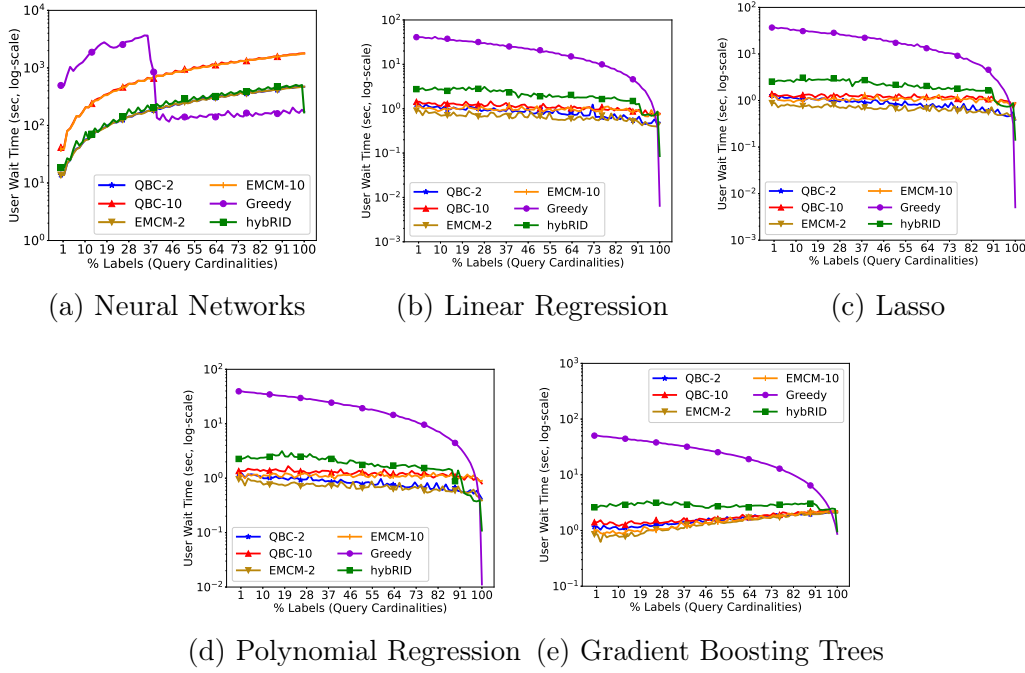 User Wait Time (sec, log-scale)
10^4
10^3
10^2
10^1
10^0
QBC-2
QBC-10
EMCM-2
EMCM-10
Greedy
hybRID
1 10 19 28 37 46 55 64 73 82 91 100
% Labels (Query Cardinalities)
(a) Neural Networks
User Wait Time (sec, log-scale)
10^2
10^1
10^0
10^−1
10^−2
10^−3
QBC-2
QBC-10
EMCM-2
EMCM-10
Greedy
hybRID
1 10 19 28 37 46 55 64 73 82 91 100
% Labels (Query Cardinalities)
(b) Linear Regression
User Wait Time (sec, log-scale)
10^2
10^1
10^0
10^−1
10^−2
10^−3
QBC-2
QBC-10
EMCM-2
EMCM-10
Greedy
hybRID
1 10 19 28 37 46 55 64 73 82 91 100
% Labels (Query Cardinalities)
(c) Lasso
User Wait Time (sec, log-scale)
10^2
10^1
10^0
10^−1
10^−2
QBC-2
QBC-10
EMCM-2
EMCM-10
Greedy
hybRID
1 10 19 28 37 46 55 64 73 82 91 100
% Labels (Query Cardinalities)
(d) Polynomial Regression
User Wait Time (sec, log-scale)
10^3
10^2
10^1
10^0
10^−1
QBC-2
QBC-10
EMCM-2
EMCM-10
Greedy
hybRID
1 10 19 28 37 46 55 64 73 82 91 100
% Labels (Query Cardinalities)
(e) Gradient Boosting Trees